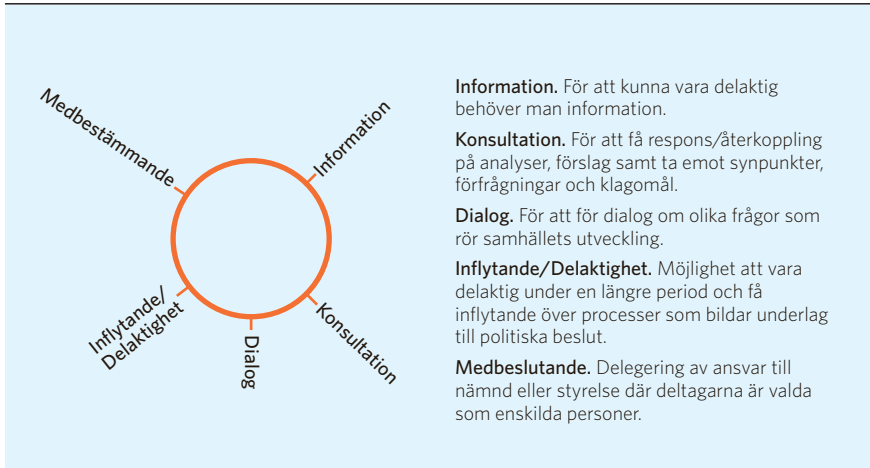 Medbestämmande
Information
Inflytande/
Delaktighet
Dialog
Konsultation
Information. För att kunna vara delaktig
behöver man information.
Konsultation. För att få respons/återkoppling
på analyser, förslag samt ta emot synpunkter,
förfrågningar och klagomål.
Dialog. För att för dialog om olika frågor som
rör samhällets utveckling.
Inflytande/Delaktighet. Möjlighet att vara
delaktig under en längre period och få
inflytande över processer som bildar underlag
till politiska beslut.
Medbeslutande. Delegering av ansvar till
nämnd eller styrelse där deltagarna är valda
som enskilda personer.